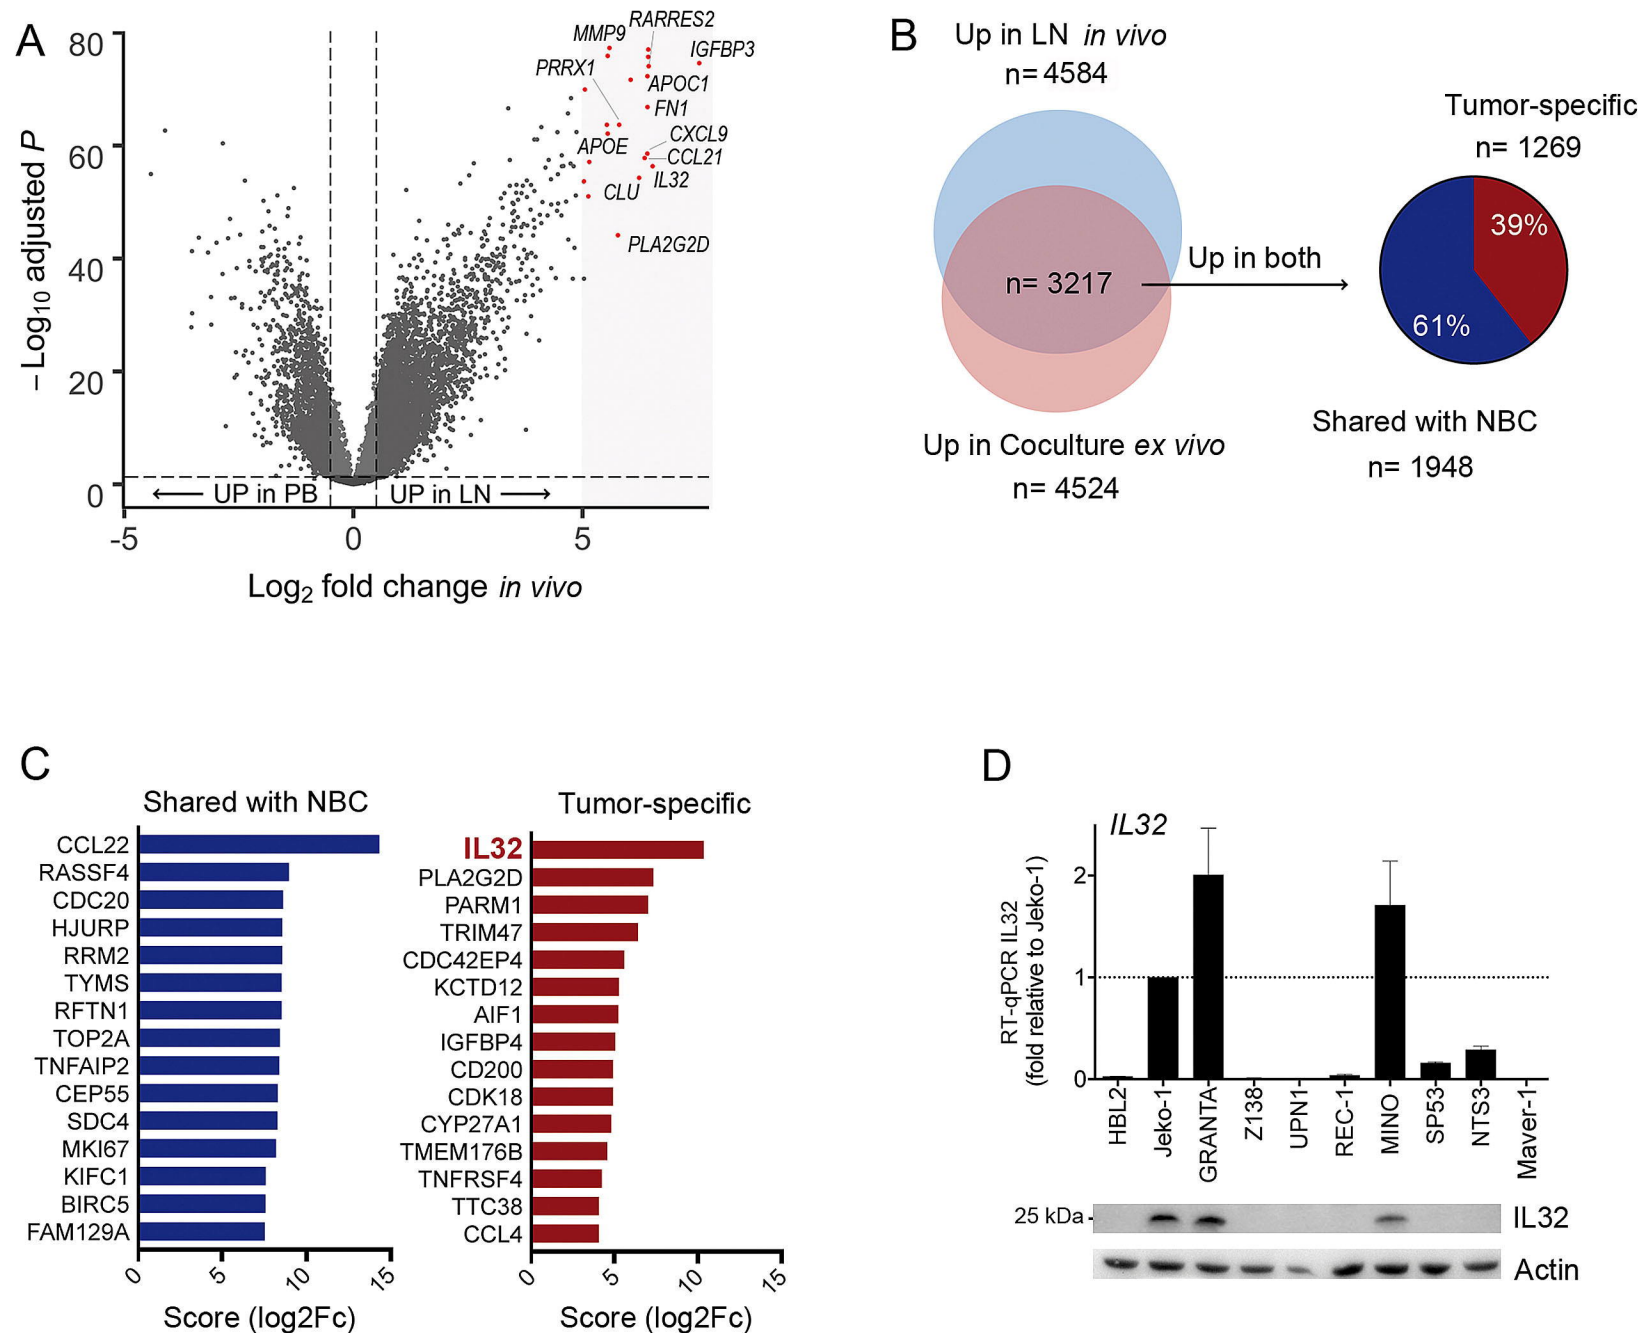 A
80
60
40
20
0
-5
0
5
−Log10 adjusted P
Log2 fold change in vivo
UP in PB
UP in LN
MMP9
RARRES2
IGFBP3
PRRX1
APOC1
FN1
CXCL9
APOE
CCL21
IL32
CLU
PLA2G2D
B
Up in LN in vivo
n= 4584
n= 3217
Up in both
Up in Coculture ex vivo
n= 4524
Tumor-specific
n= 1269
39%
61%
Shared with NBC
n= 1948
C
Shared with NBC
CCL22
RASSF4
CDC20
HJURP
RRM2
TYMS
RFTN1
TOP2A
TNFAIP2
CEP55
SDC4
MKI67
KIFC1
BIRC5
FAM129A
0
5
10
15
Score (log2Fc)
Tumor-specific
IL32
PLA2G2D
PARM1
TRIM47
CDC42EP4
KCTD12
AIF1
IGFBP4
CD200
CDK18
CYP27A1
TMEM176B
TNFRSF4
TTC38
CCL4
0
5
10
15
Score (log2Fc)
D
IL32
RT-qPCR IL32
(fold relative to Jeko-1)
2
1
0
HBL2
Jeko-1
GRANTA
Z138
UPN1
REC-1
MINO
SP53
NTS3
Maver-1
25 kDa
IL32
Actin